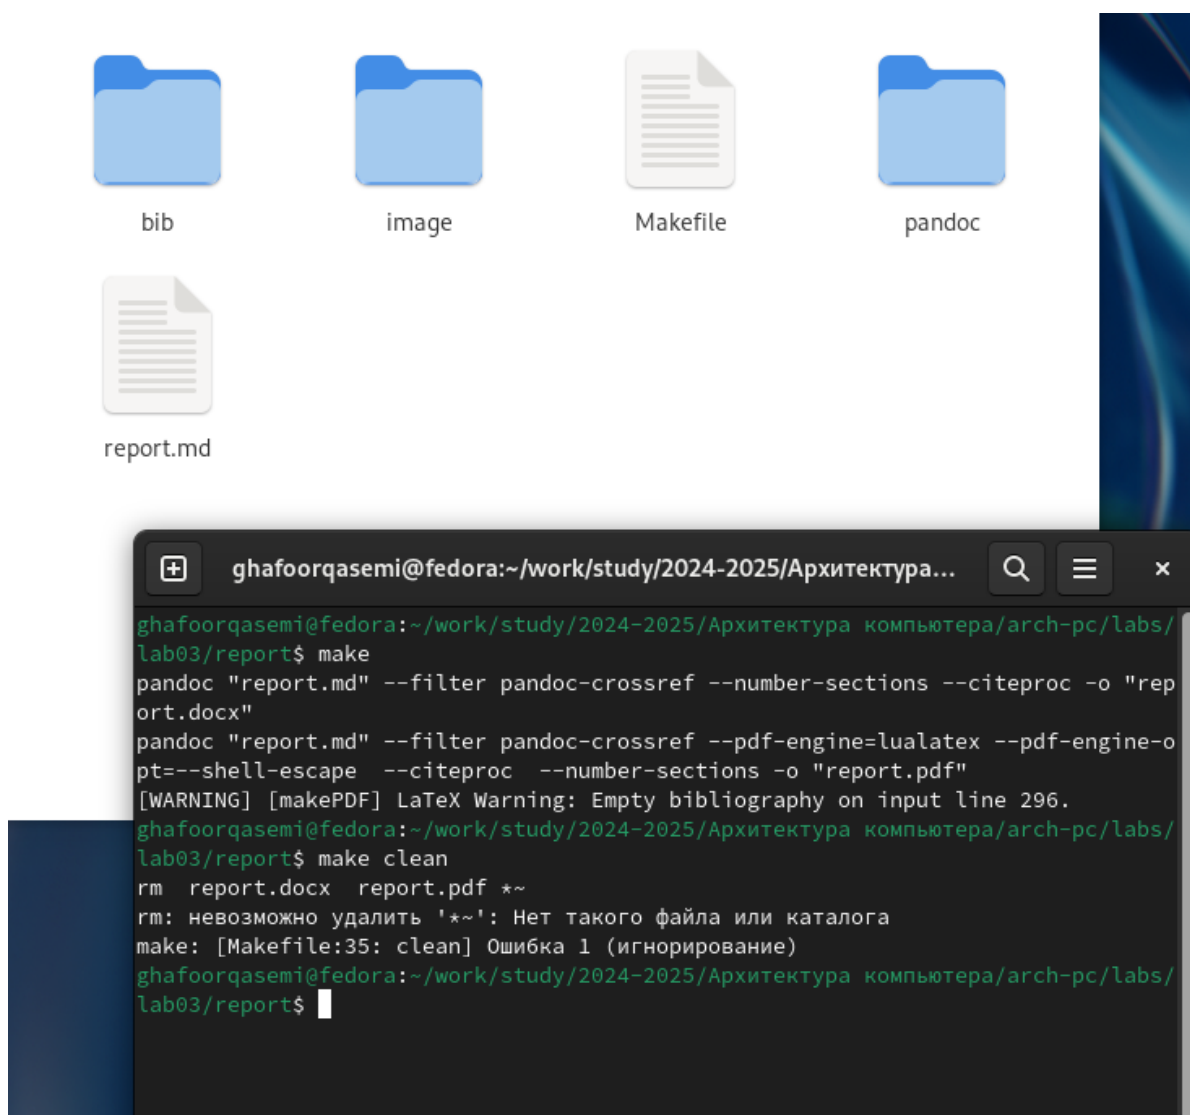 bib
image
Makefile
pandoc
report.md
ghafoorqasemi@fedora:~/work/study/2024-2025/Архитектура...
ghafoorqasemi@fedora:~/work/study/2024-2025/Архитектура компьютера/arch-pc/labs/
lab03/report$ make
pandoc "report.md" --filter pandoc-crossref --number-sections --citeproc -o "rep
ort.docx"
pandoc "report.md" --filter pandoc-crossref --pdf-engine=lualatex --pdf-engine-o
pt=--shell-escape  --citeproc  --number-sections -o "report.pdf"
[WARNING] [makePDF] LaTeX Warning: Empty bibliography on input line 296.
ghafoorqasemi@fedora:~/work/study/2024-2025/Архитектура компьютера/arch-pc/labs/
lab03/report$ make clean
rm  report.docx  report.pdf *~
rm: невозможно удалить '*~': Нет такого файла или каталога
make: [Makefile:35: clean] Ошибка 1 (игнорирование)
ghafoorqasemi@fedora:~/work/study/2024-2025/Архитектура компьютера/arch-pc/labs/
lab03/report$